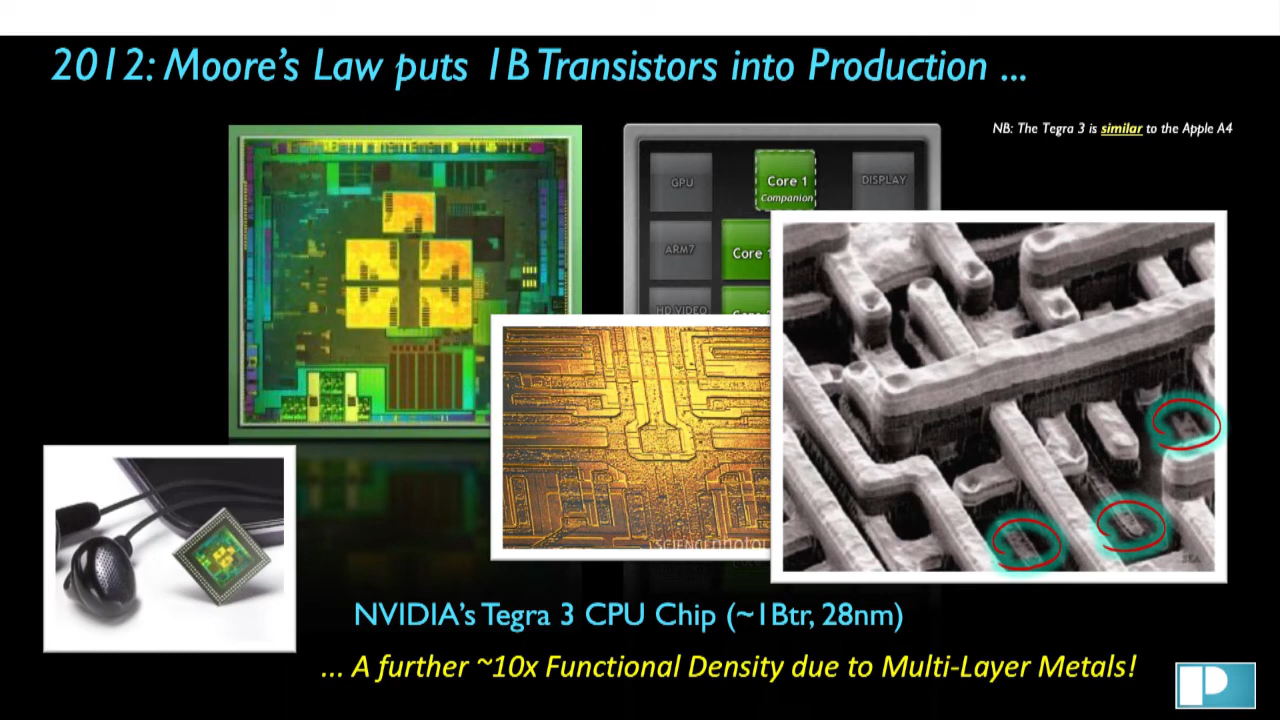 2012: Moore's Law puts 1B Transistors into Production ...
NB: The Tegra 3 is similar to the Apple A4
GPU
Core 1
Companion
DISPLAY
ARM7
Core
HD VIDEO
NVIDIA's Tegra 3 CPU Chip (~1Btr, 28nm)
... A further ~10x Functional Density due to Multi-Layer Metals!